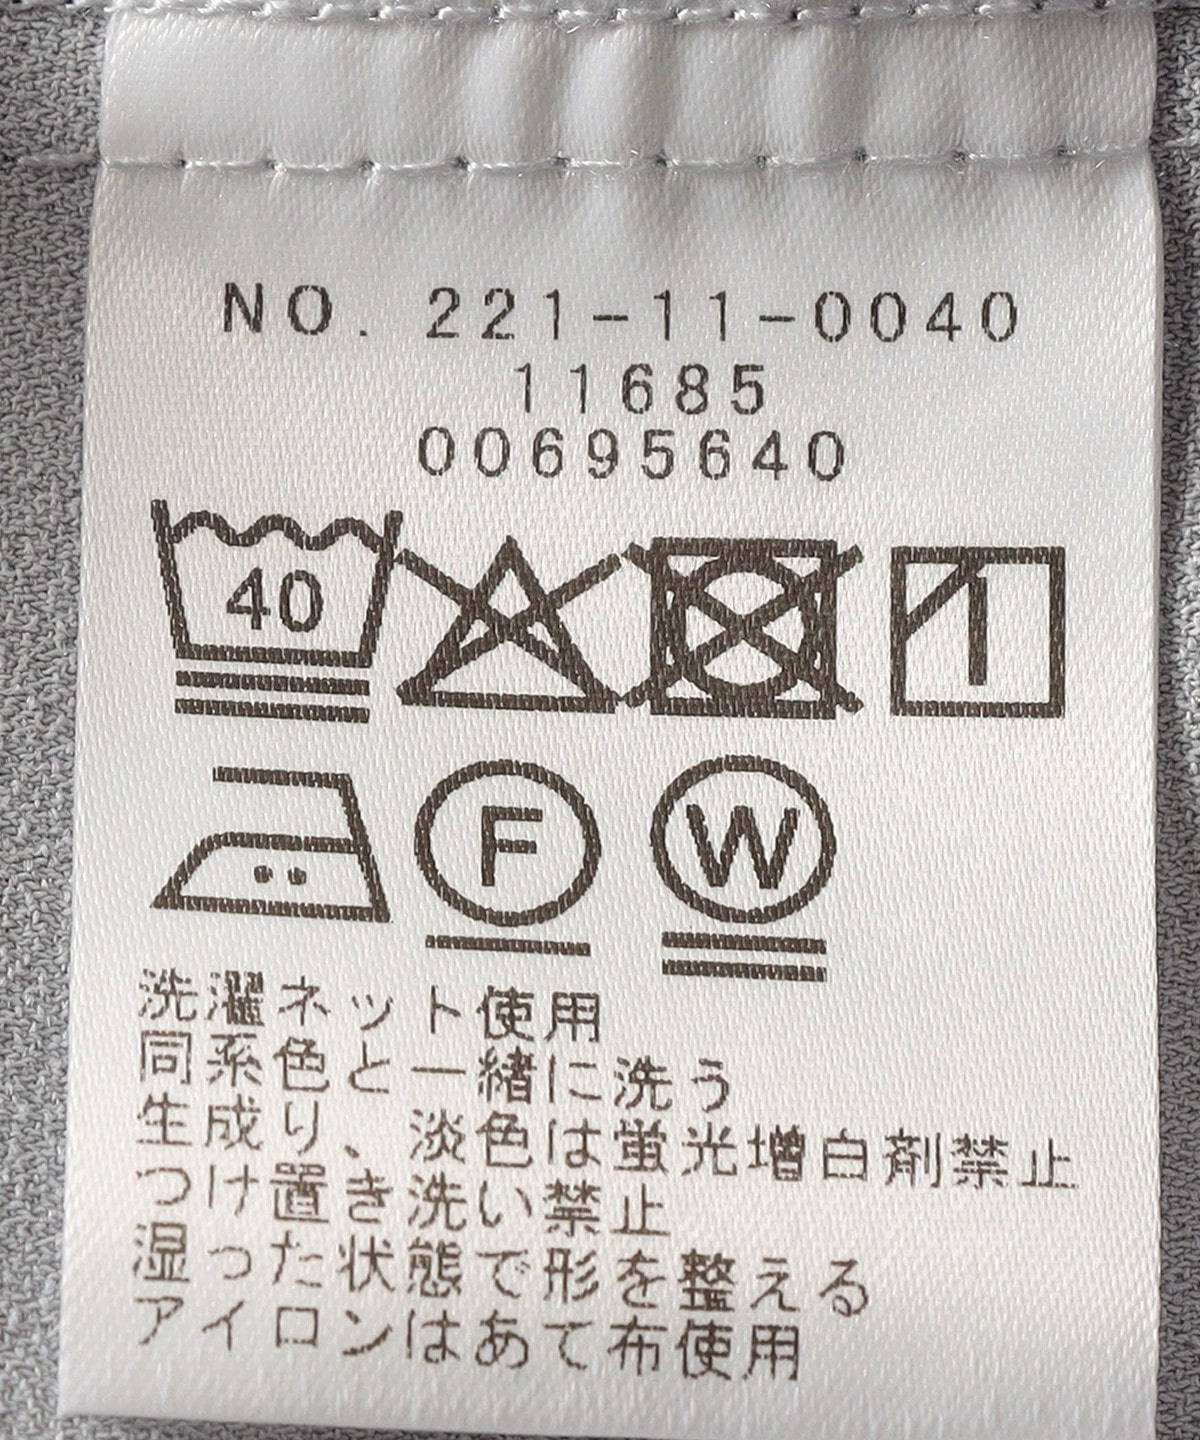 NO. 221-11-0040
11685
00695640
40
F
W
洗濯ネット使用
同系色と一緒に洗う
生成り、淡色は蛍光増白剤禁止
つけ置き洗い禁止
湿った状態で形を整える
アイロンはあて布使用